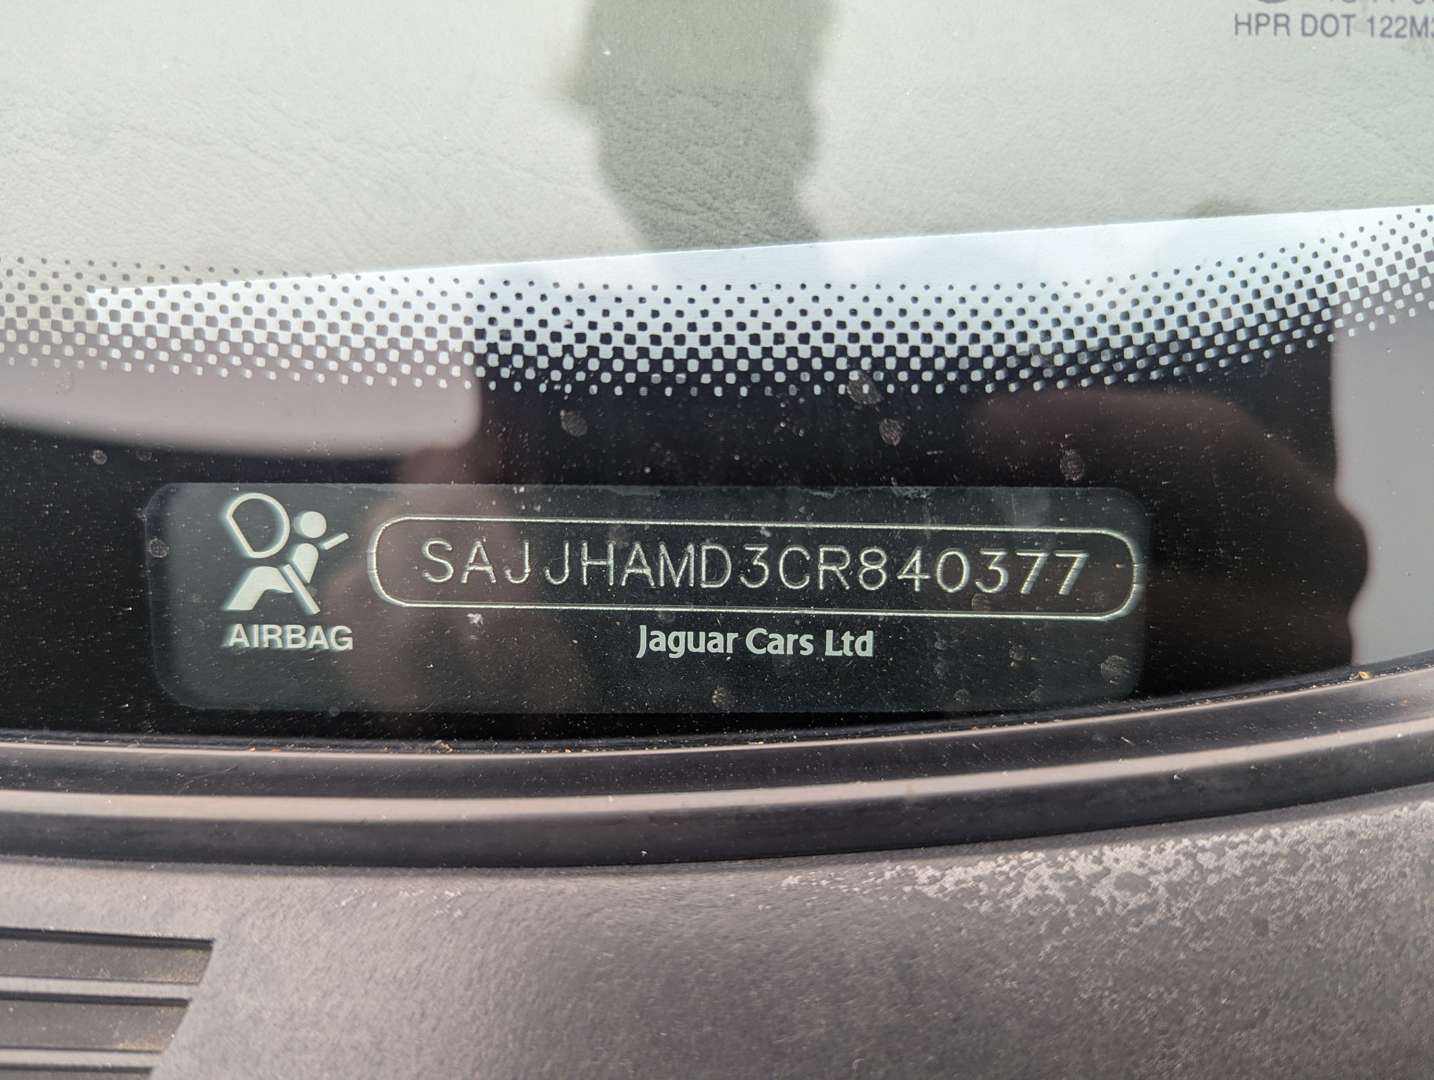 HPR DOT 122M
SAJJHAMD3CR840377
AIRBAG
Jaguar Cars Ltd